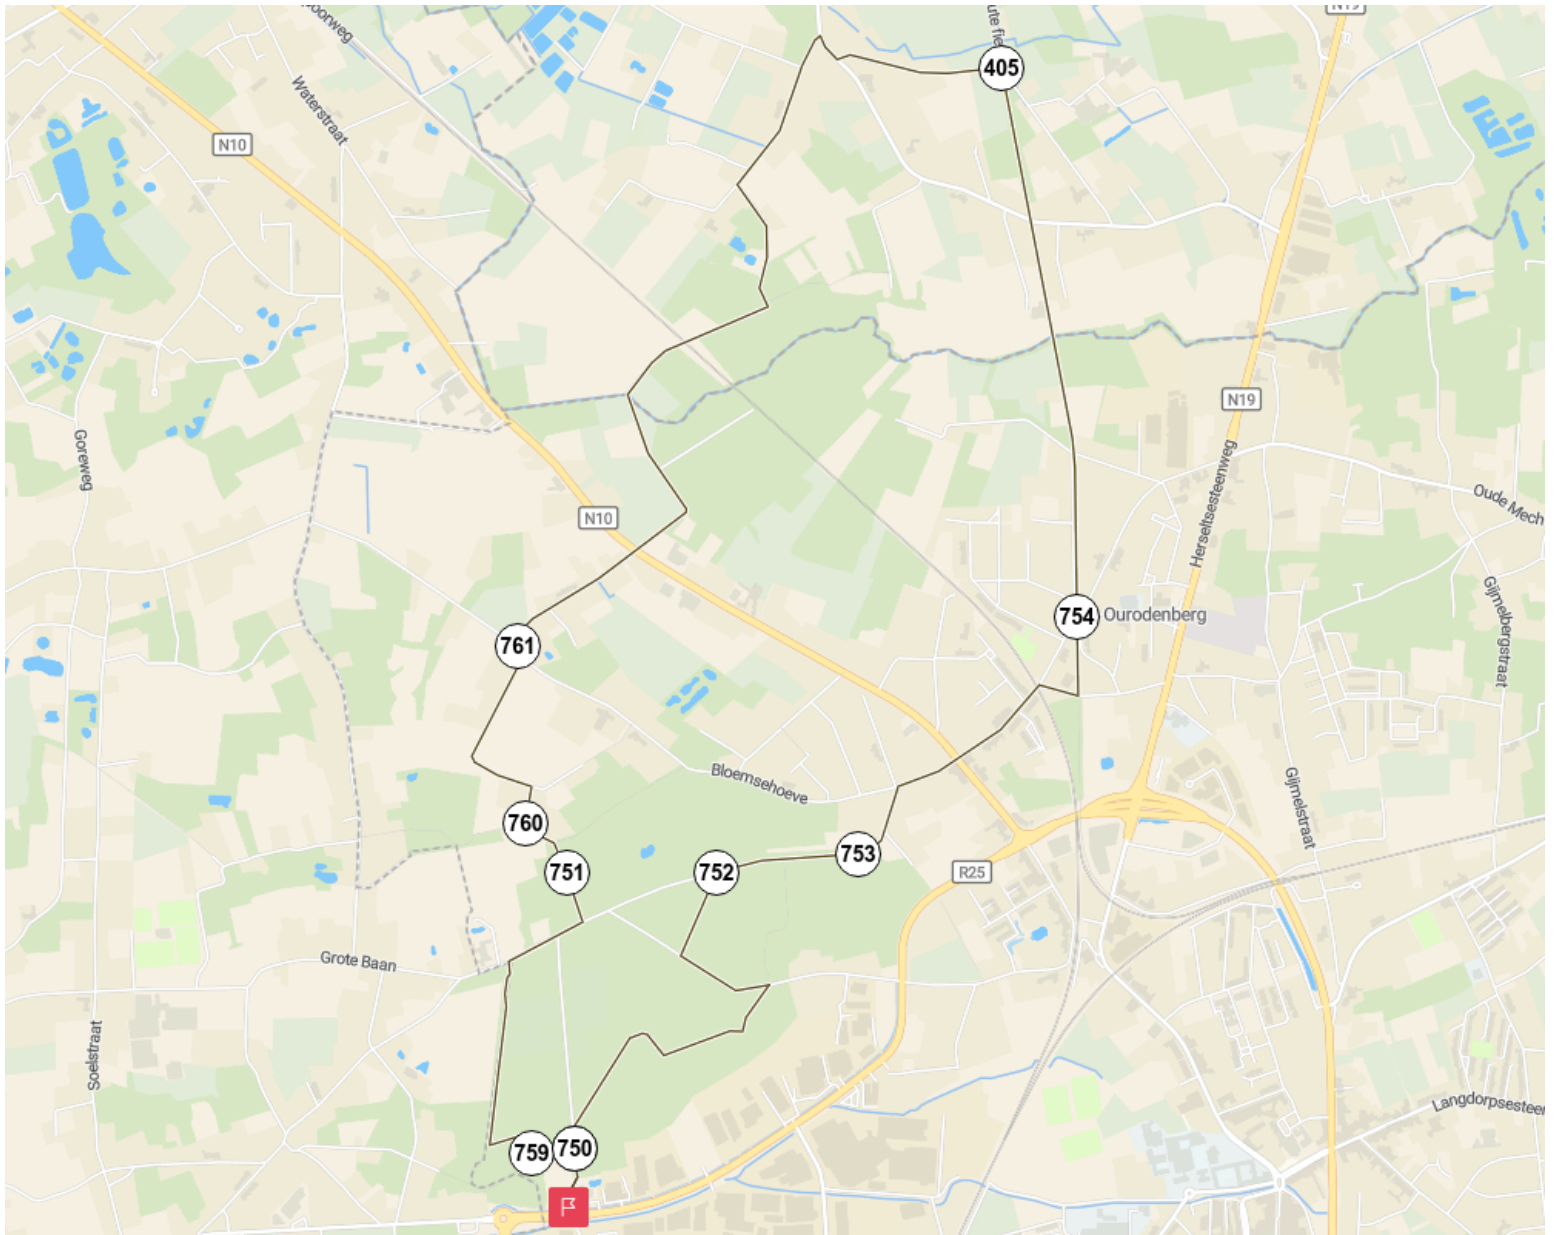 N19
Waterstraat
405
N10
N19
Goreweg
Herseltsesteenweg
Oude Mech
N10
Gijmelbergstraat
754
Ourodenberg
761
Bloemsehoeve
Gijmelstraat
760
753
751
752
R25
Grote Baan
Soelstraat
Langdorpsesteen
759
750